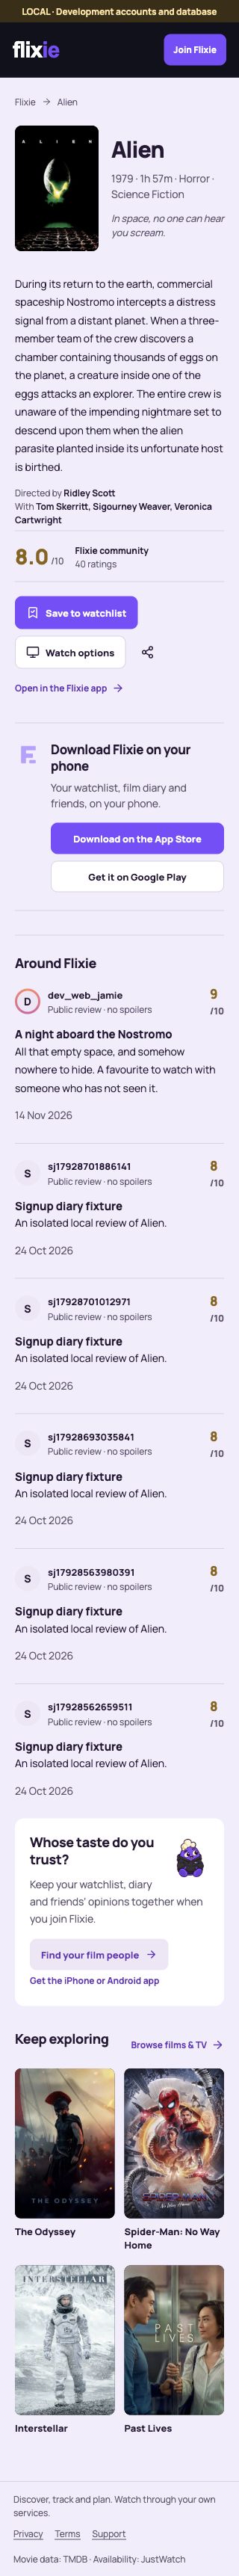 LOCAL · Development accounts and database
flixie
Join Flixie
Flixie → Alien
ALIEN
Alien
1979 · 1h 57m · Horror ·
Science Fiction
In space, no one can hear
you scream.
During its return to the earth, commercial
spaceship Nostromo intercepts a distress
signal from a distant planet. When a three-
member team of the crew discovers a
chamber containing thousands of eggs on
the planet, a creature inside one of the
eggs attacks an explorer. The entire crew is
unaware of the impending nightmare set to
descend upon them when the alien
parasite planted inside its unfortunate host
is birthed.
Directed by Ridley Scott
With Tom Skerritt, Sigourney Weaver, Veronica
Cartwright
8.0 /10
Flixie community
40 ratings
Save to watchlist
Watch options
Open in the Flixie app →
Download Flixie on your
phone
Your watchlist, film diary and
friends, on your phone.
Download on the App Store
Get it on Google Play
Around Flixie
D
dev_web_jamie
Public review · no spoilers
9
/10
A night aboard the Nostromo
All that empty space, and somehow
nowhere to hide. A favourite to watch with
someone who has not seen it.
14 Nov 2026
S
sj17928701886141
Public review · no spoilers
8
/10
Signup diary fixture
An isolated local review of Alien.
24 Oct 2026
S
sj17928701012971
Public review · no spoilers
8
/10
Signup diary fixture
An isolated local review of Alien.
24 Oct 2026
S
sj17928693035841
Public review · no spoilers
8
/10
Signup diary fixture
An isolated local review of Alien.
24 Oct 2026
S
sj17928563980391
Public review · no spoilers
8
/10
Signup diary fixture
An isolated local review of Alien.
24 Oct 2026
S
sj17928562659511
Public review · no spoilers
8
/10
Signup diary fixture
An isolated local review of Alien.
24 Oct 2026
Whose taste do you
trust?
Keep your watchlist, diary
and friends' opinions together when
you join Flixie.
Find your film people →
Get the iPhone or Android app
Keep exploring
Browse films & TV →
THE ODYSSEY
The Odyssey
Spider-Man: No Way
Home
INTERSTELLAR
Interstellar
PAST
LIVES
Past Lives
Discover, track and plan. Watch through your own
services.
Privacy Terms Support
Movie data: TMDB · Availability: JustWatch